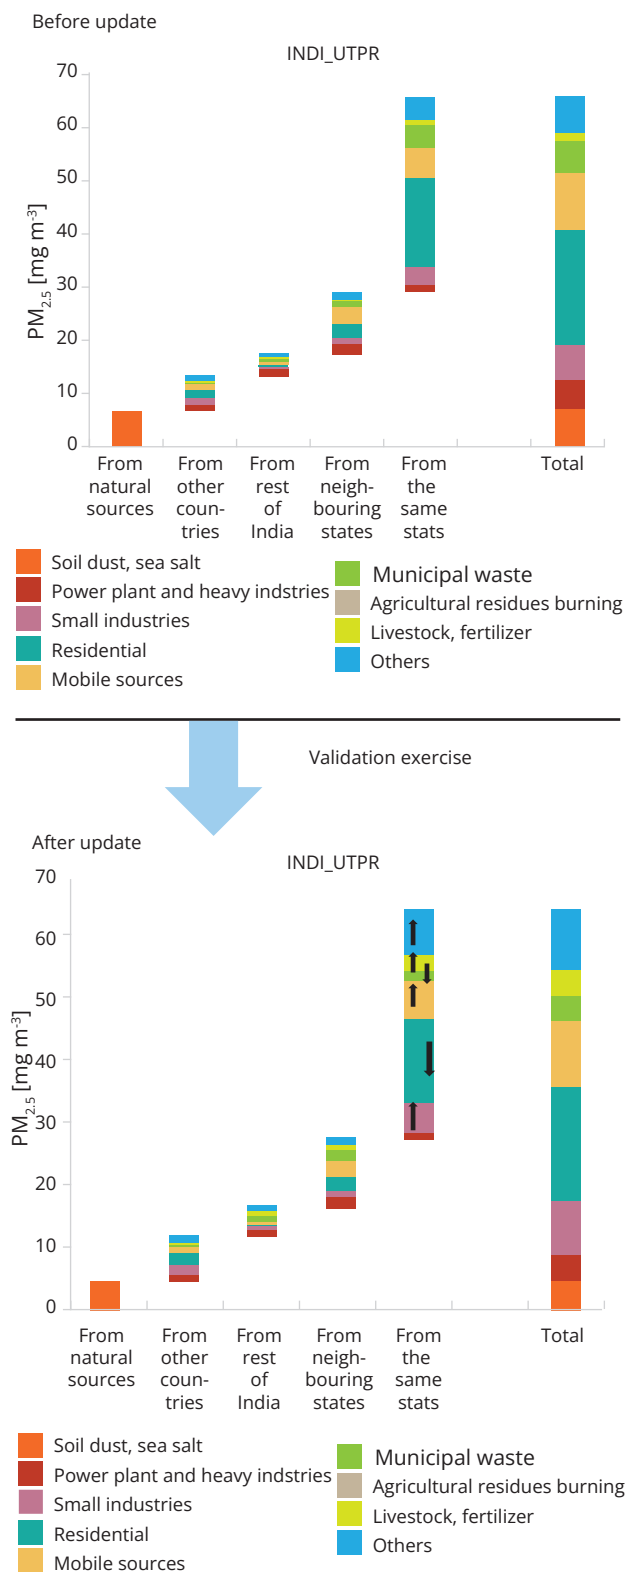 Before update
INDI_UTPR
70
60
50
40
30
20
10
0
PM2.5 [mg m-3]
From
natural
sources
From
other
coun-
tries
From
rest
of
India
From
neigh-
bouring
states
From
the
same
stats
Total
Soil dust, sea salt
Power plant and heavy indstries
Small industries
Residential
Mobile sources
Municipal waste
Agricultural residues burning
Livestock, fertilizer
Others
Validation exercise
After update
INDI_UTPR
70
60
50
40
30
20
10
0
PM2.5 [mg m-3]
From
natural
sources
From
other
coun-
tries
From
rest
of
India
From
neigh-
bouring
states
From
the
same
stats
Total
Soil dust, sea salt
Power plant and heavy indstries
Small industries
Residential
Mobile sources
Municipal waste
Agricultural residues burning
Livestock, fertilizer
Others